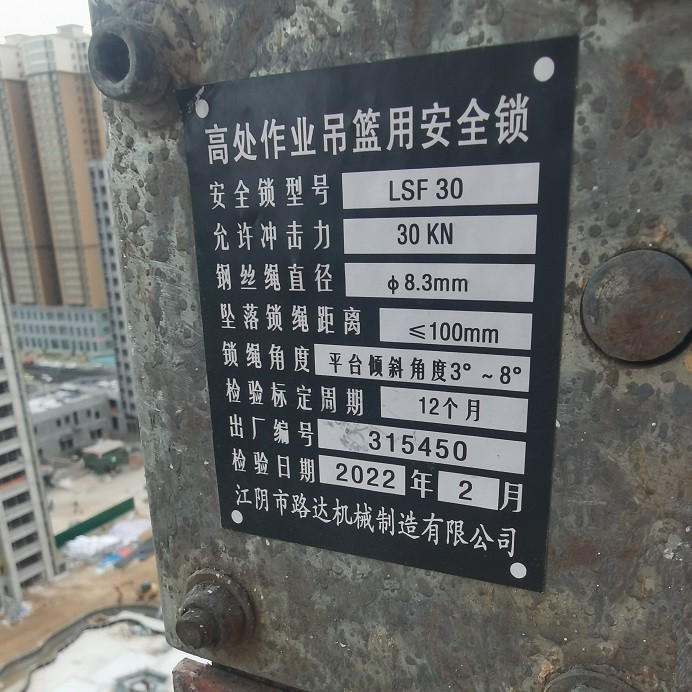 高处作业吊篮用安全锁
安全锁型号 LSF 30
允许冲击力 30 KN
钢丝绳直径 ф8.3mm
坠落锁绳距离 ≤100mm
锁绳角度 平台倾斜角度3°~8°
检验标定周期 12个月
出厂编号 315450
检验日期 2022 年 2 月
江阴市路达机械制造有限公司